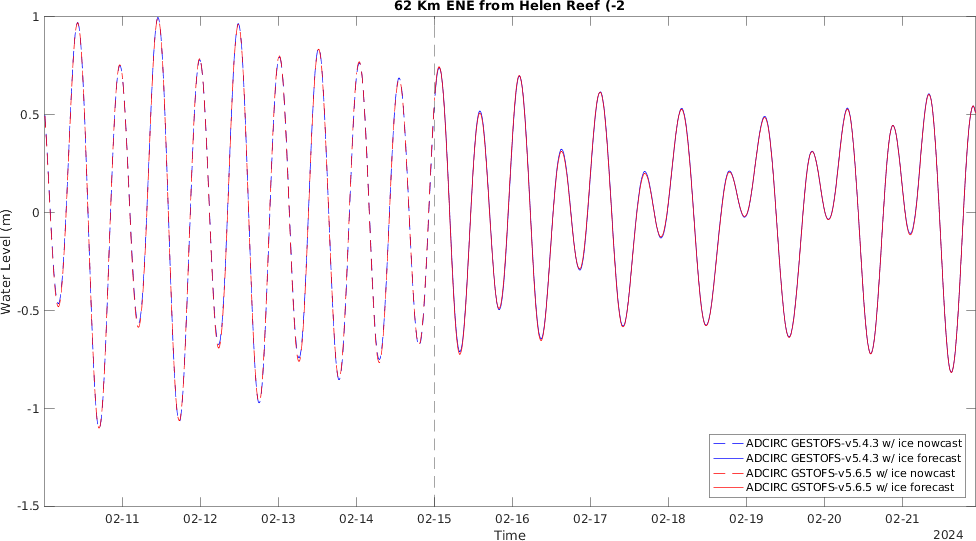 62 Km ENE from Helen Reef (-2
Water Level (m)
1
0.5
0
-0.5
-1
-1.5
ADCIRC GESTOFS-v5.4.3 w/ ice nowcast
ADCIRC GESTOFS-v5.4.3 w/ ice forecast
ADCIRC GSTOFS-v5.6.5 w/ ice nowcast
ADCIRC GSTOFS-v5.6.5 w/ ice forecast
02-11 02-12 02-13 02-14 02-15 02-16 02-17 02-18 02-19 02-20 02-21
Time
2024